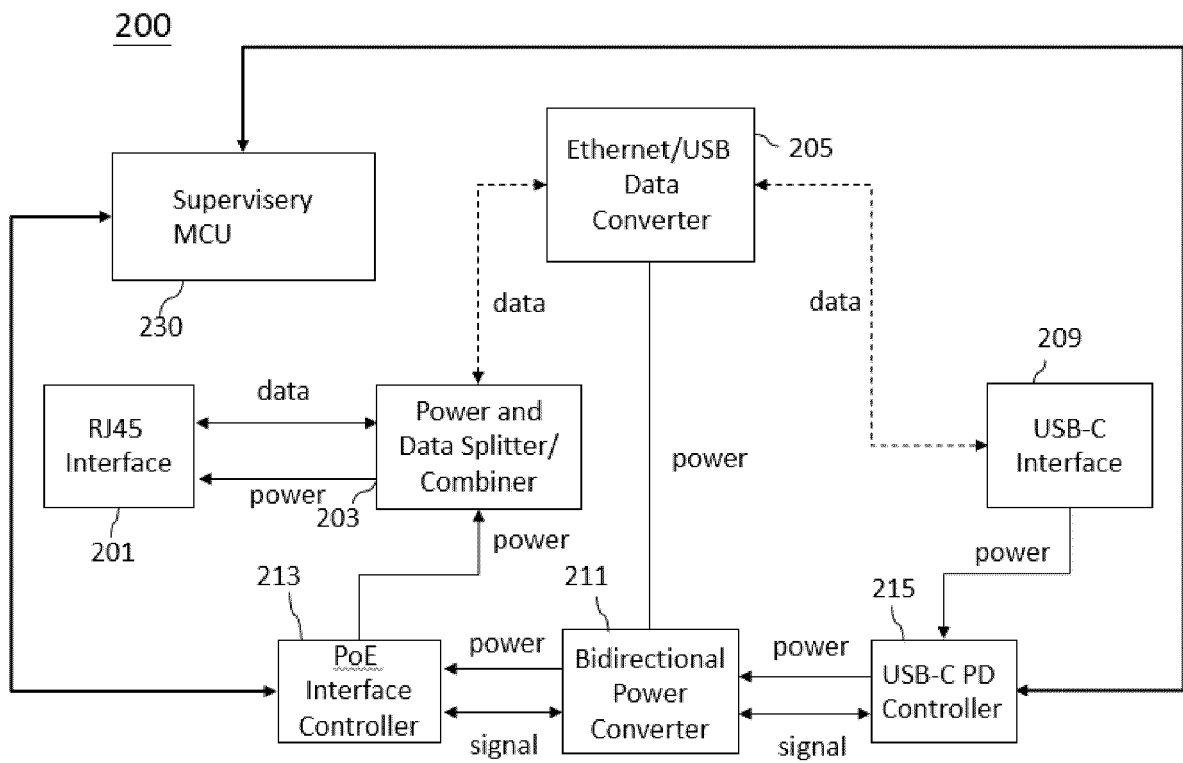 200
Ethernet/USB
Data
Converter
205
Supervisery
MCU
230
data
data
209
RJ45
Interface
201
data
power
Power and
Data Splitter/
Combiner
203
power
USB-C
Interface
power
power
213
PoE
Interface
Controller
power
signal
211
Bidirectional
Power
Converter
power
signal
215
USB-C PD
Controller